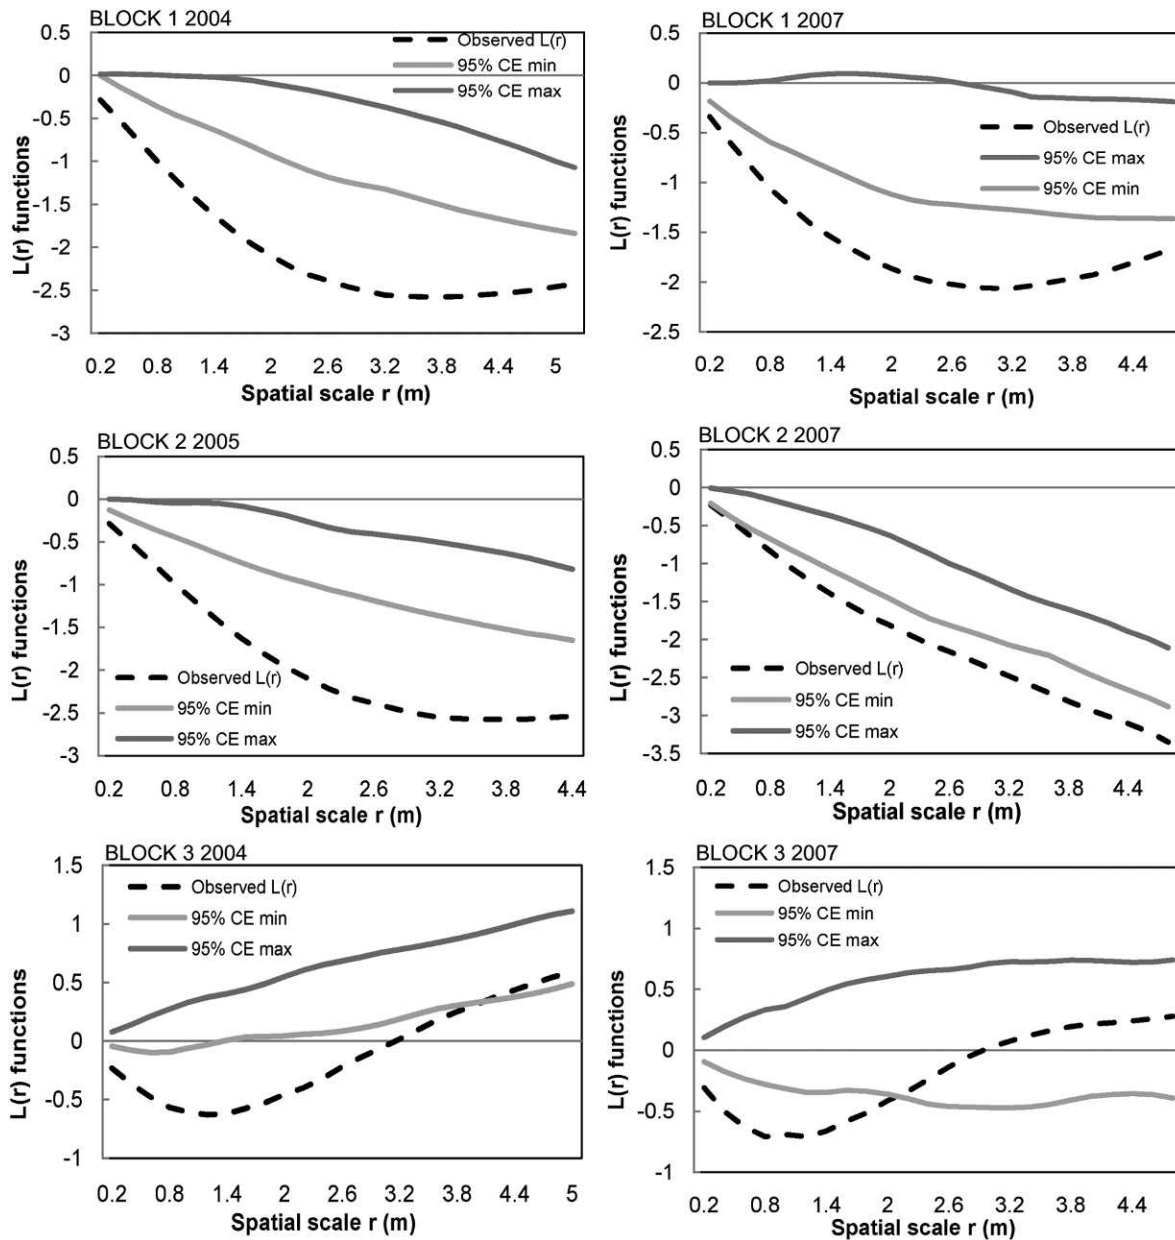 BLOCK 1 2004
0.5
0
-0.5
-1
-1.5
-2
-2.5
-3
L(r) functions
Observed L(r)
95% CE min
95% CE max
0.2 0.8 1.4 2 2.6 3.2 3.8 4.4 5
Spatial scale r (m)
BLOCK 1 2007
0.5
0
-0.5
-1
-1.5
-2
-2.5
L(r) functions
Observed L(r)
95% CE max
95% CE min
0.2 0.8 1.4 2 2.6 3.2 3.8 4.4
Spatial scale r (m)
BLOCK 2 2005
0.5
0
-0.5
-1
-1.5
-2
-2.5
-3
L(r) functions
Observed L(r)
95% CE min
95% CE max
0.2 0.8 1.4 2 2.6 3.2 3.8 4.4
Spatial scale r (m)
BLOCK 2 2007
0.5
0
-0.5
-1
-1.5
-2
-2.5
-3
-3.5
L(r) functions
Observed L(r)
95% CE min
95% CE max
0.2 0.8 1.4 2 2.6 3.2 3.8 4.4
Spatial scale r (m)
BLOCK 3 2004
1.5
1
0.5
0
-0.5
-1
L(r) functions
Observed L(r)
95% CE min
95% CE max
0.2 0.8 1.4 2 2.6 3.2 3.8 4.4 5
Spatial scale r (m)
BLOCK 3 2007
1.5
1
0.5
0
-0.5
-1
L(r) functions
Observed L(r)
95% CE min
95% CE max
0.2 0.8 1.4 2 2.6 3.2 3.8 4.4
Spatial scale r (m)